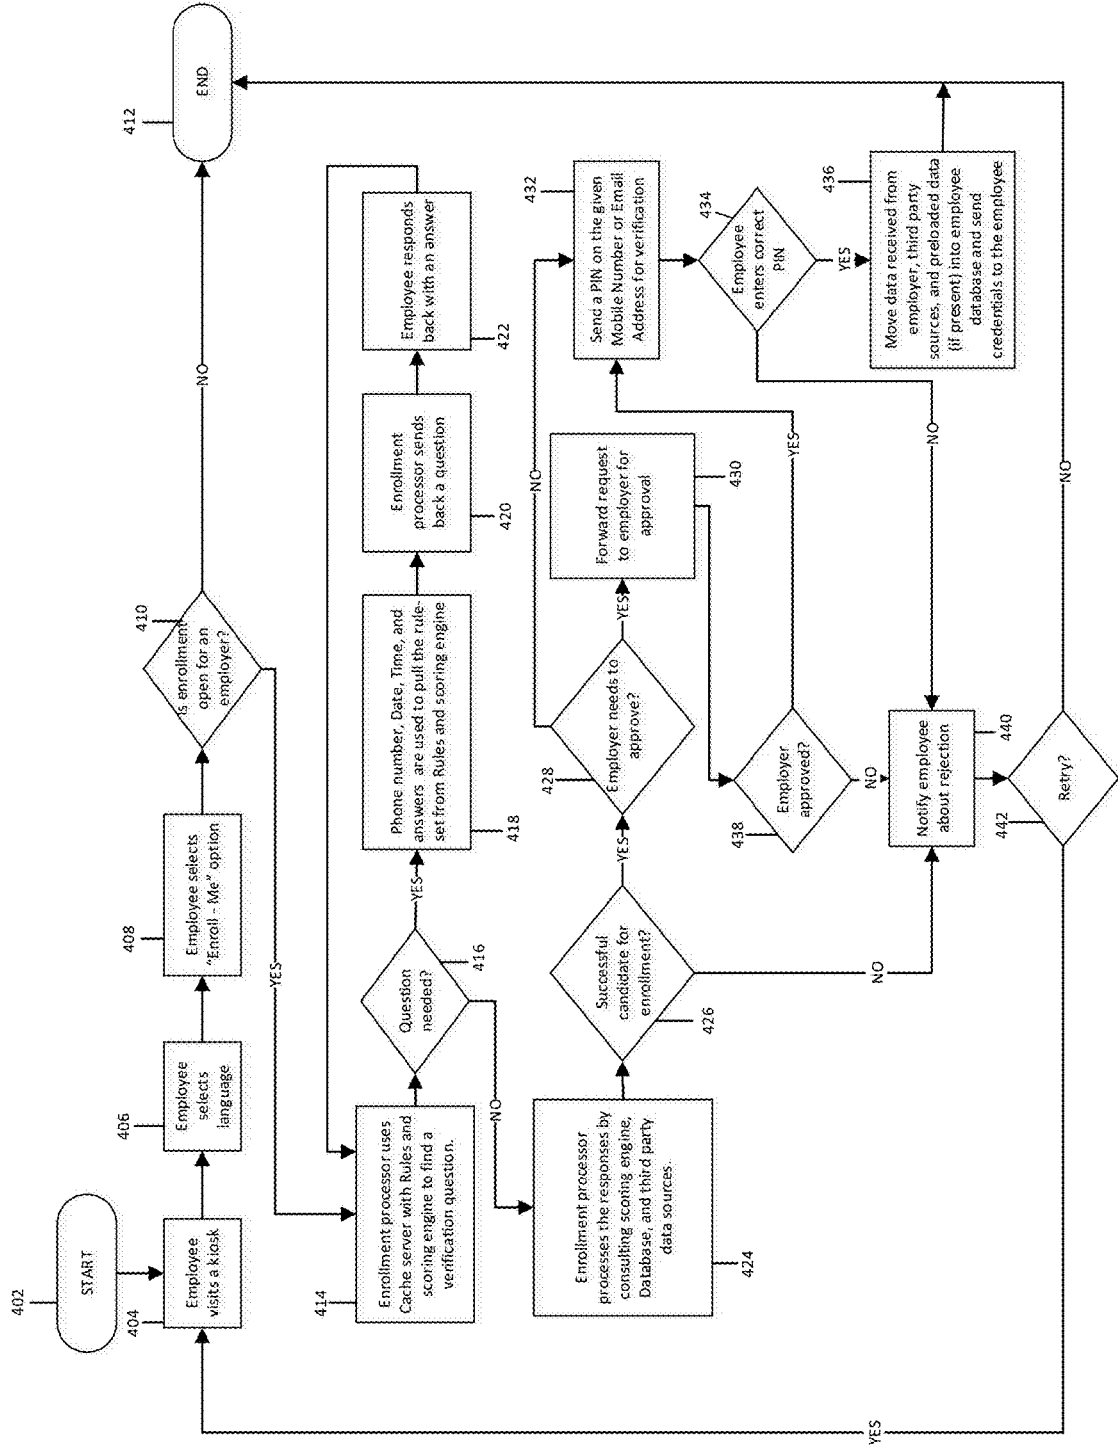 402
START
404
Employee
visits a kiosk
406
Employee
selects
language
408
Employee selects
“Enroll - Me” option
410
Is enrollment
open for an
employer?
NO
412
END
YES
414
Enrollment processor uses
Cache server with Rules and
scoring engine to find a
verification question.
416
Question
needed?
YES
418
Phone number, Date, Time, and
answers are used to pull the rule-
set from Rules and scoring engine
420
Enrollment
processor sends
back a question
422
Employee responds
back with an answer
NO
424
Enrollment processor
processes the responses by
consulting scoring engine,
Database, and third party
data sources.
426
Successful
candidate for
enrollment?
YES
NO
428
Employer needs to
approve?
YES
NO
430
Forward request
to employer for
approval
432
Send a PIN on the given
Mobile Number or Email
Address for verification
434
Employee
enters correct
PIN
YES
NO
436
Move data received from
employer, third party
sources, and preloaded data
(if present) into employee
database and send
credentials to the employee
438
Employer
approved?
YES
NO
440
Notify employee
about rejection
442
Retry?
YES
NO